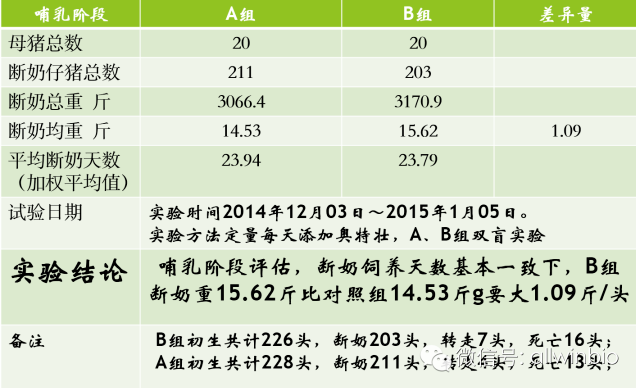 哺乳阶段 A组 B组 差异量
母猪总数 20 20
断奶仔猪总数 211 203
断奶总重 斤 3066.4 3170.9
断奶均重 斤 14.53 15.62 1.09
平均断奶天数
（加权平均值） 23.94 23.79
试验日期 实验时间2014年12月03日～2015年1月05日。
实验方法定量每天添加奥特壮，A、B组双盲实验
实验结论 哺乳阶段评估，断奶饲养天数基本一致下，B组
断奶重15.62斤比对照组14.53斤g要大1.09斤/头
备注 B组初生共计226头，断奶203头，转走7头，死亡16头；
A组初生共计228头，断奶211头，转走4头，死亡13头；
微信号: qllwinbio